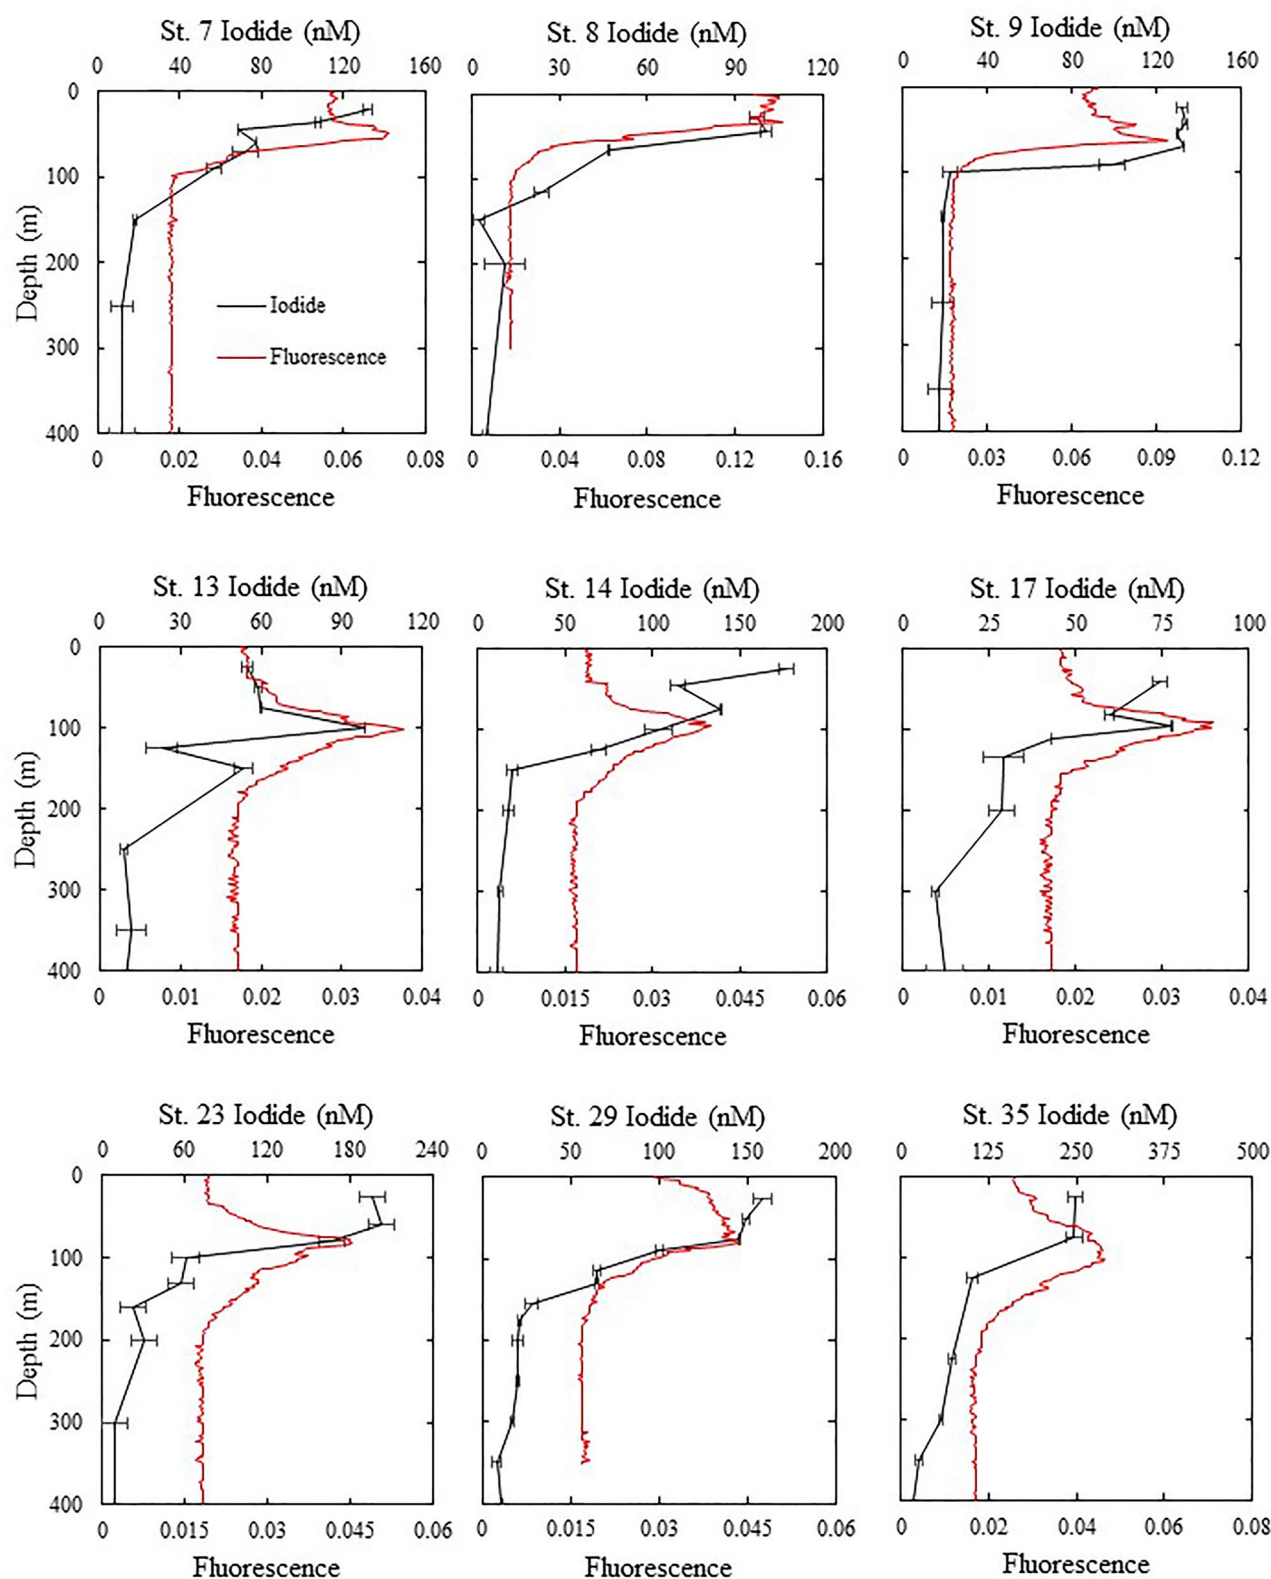 St. 7 Iodide (nM)
0 40 80 120 160
0
100
200
300
400
Depth (m)
Iodide
Fluorescence
0 0.02 0.04 0.06 0.08
Fluorescence
St. 8 Iodide (nM)
0 30 60 90 120
0 0.04 0.08 0.12 0.16
Fluorescence
St. 9 Iodide (nM)
0 40 80 120 160
0 0.03 0.06 0.09 0.12
Fluorescence
St. 13 Iodide (nM)
0 30 60 90 120
0
100
200
300
400
Depth (m)
0 0.01 0.02 0.03 0.04
Fluorescence
St. 14 Iodide (nM)
0 50 100 150 200
0 0.015 0.03 0.045 0.06
Fluorescence
St. 17 Iodide (nM)
0 25 50 75 100
0 0.01 0.02 0.03 0.04
Fluorescence
St. 23 Iodide (nM)
0 60 120 180 240
0
100
200
300
400
Depth (m)
0 0.015 0.03 0.045 0.06
Fluorescence
St. 29 Iodide (nM)
0 50 100 150 200
0 0.015 0.03 0.045 0.06
Fluorescence
St. 35 Iodide (nM)
0 125 250 375 500
0 0.02 0.04 0.06 0.08
Fluorescence